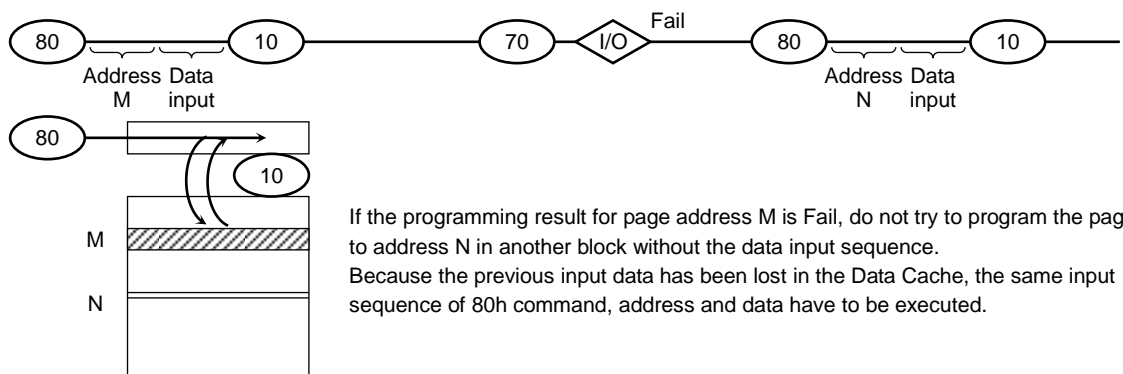 80 10 70 I/O Fail 80 10
Address Data Address Data
M input N input
80
10
M
N
If the programming result for page address M is Fail, do not try to program the pag
to address N in another block without the data input sequence.
Because the previous input data has been lost in the Data Cache, the same input
sequence of 80h command, address and data have to be executed.